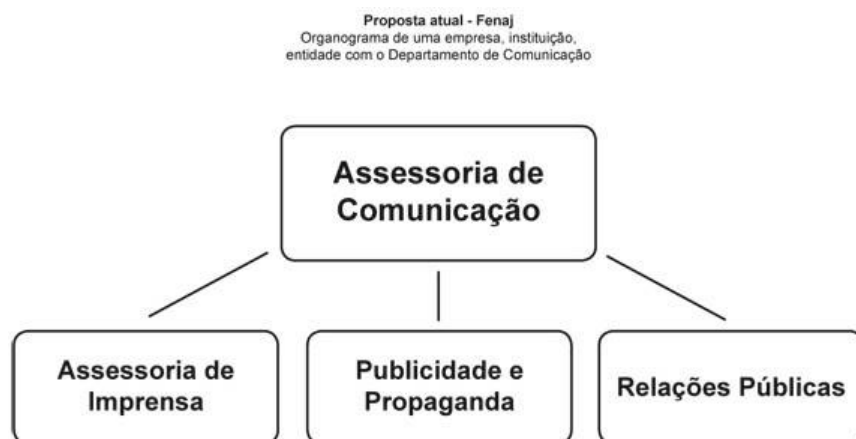 Proposta atual - Fenaj
Organograma de uma empresa, instituição,
entidade com o Departamento de Comunicação
Assessoria de
Comunicação
Assessoria de
Imprensa
Publicidade e
Propaganda
Relações Públicas